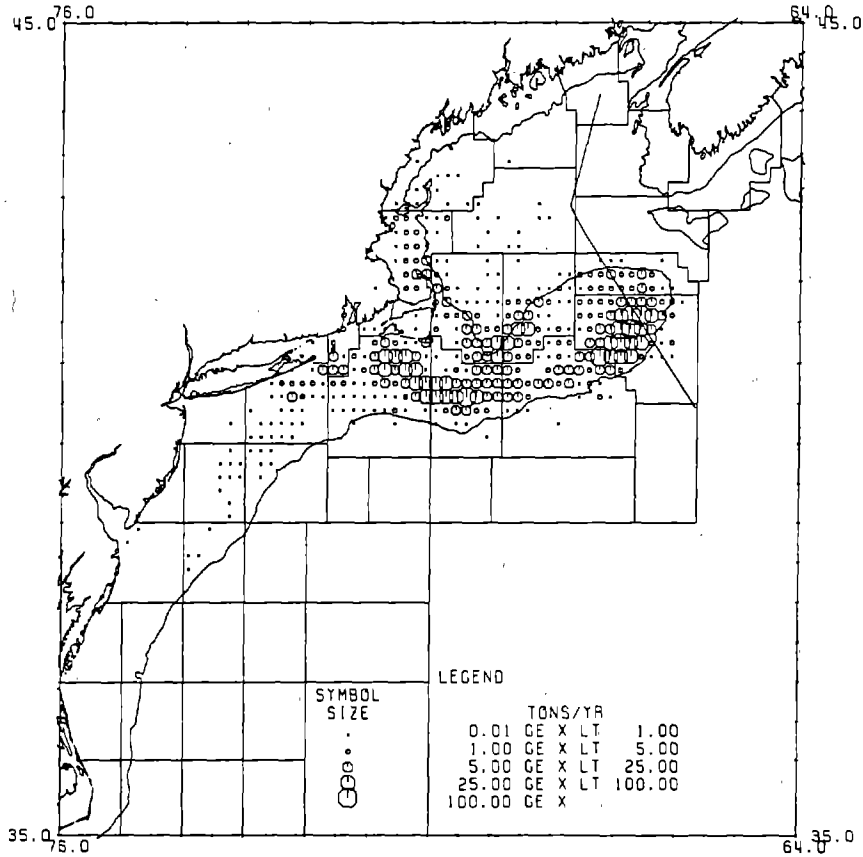 76.0 64.0
45.0 45.0
LEGEND
SYMBOL
SIZE
TONS/YR
0.01 GE X LT 1.00
1.00 GE X LT 5.00
5.00 GE X LT 25.00
25.00 GE X LT 100.00
100.00 GE X
35.0 35.0
76.0 64.0